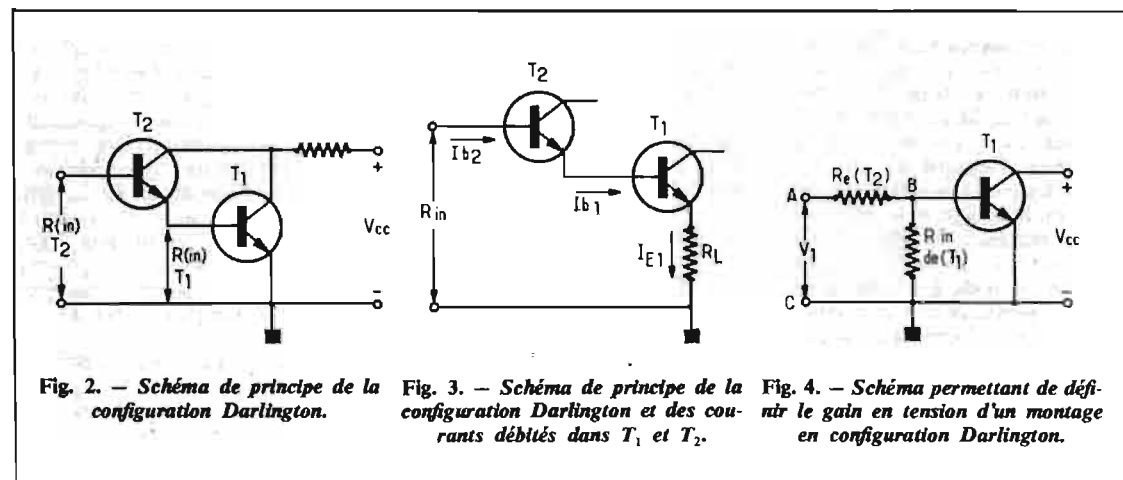 T2
T1
R(in)
T2
R(in)
T1
+
Vcc
-
T2
T1
Ib2
Ib1
Rin
IE1
RL
T1
Re(T2)
B
A
V1
R in
de(T1)
C
+
Vcc
-
Fig. 2. — Schéma de principe de la
configuration Darlington.
Fig. 3. — Schéma de principe de la
configuration Darlington et des cou-
rants débités dans T1 et T2.
Fig. 4. — Schéma permettant de défi-
nir le gain en tension d'un montage
en configuration Darlington.